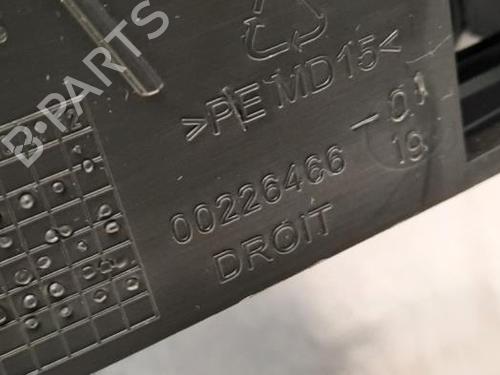 B-PARTS
>PE MD15<
00226466 -01
19
DROIT